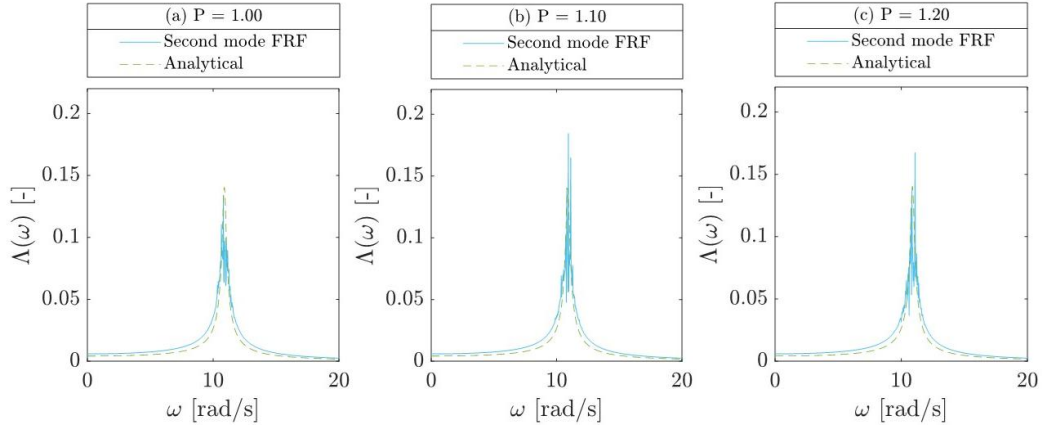 (a) P = 1.00
Second mode FRF
Analytical
0.2
0.15
0.1
0.05
0
Λ(ω) [-]
0 10 20
ω [rad/s]
(b) P = 1.10
Second mode FRF
Analytical
0.2
0.15
0.1
0.05
0
Λ(ω) [-]
0 10 20
ω [rad/s]
(c) P = 1.20
Second mode FRF
Analytical
0.2
0.15
0.1
0.05
0
Λ(ω) [-]
0 10 20
ω [rad/s]